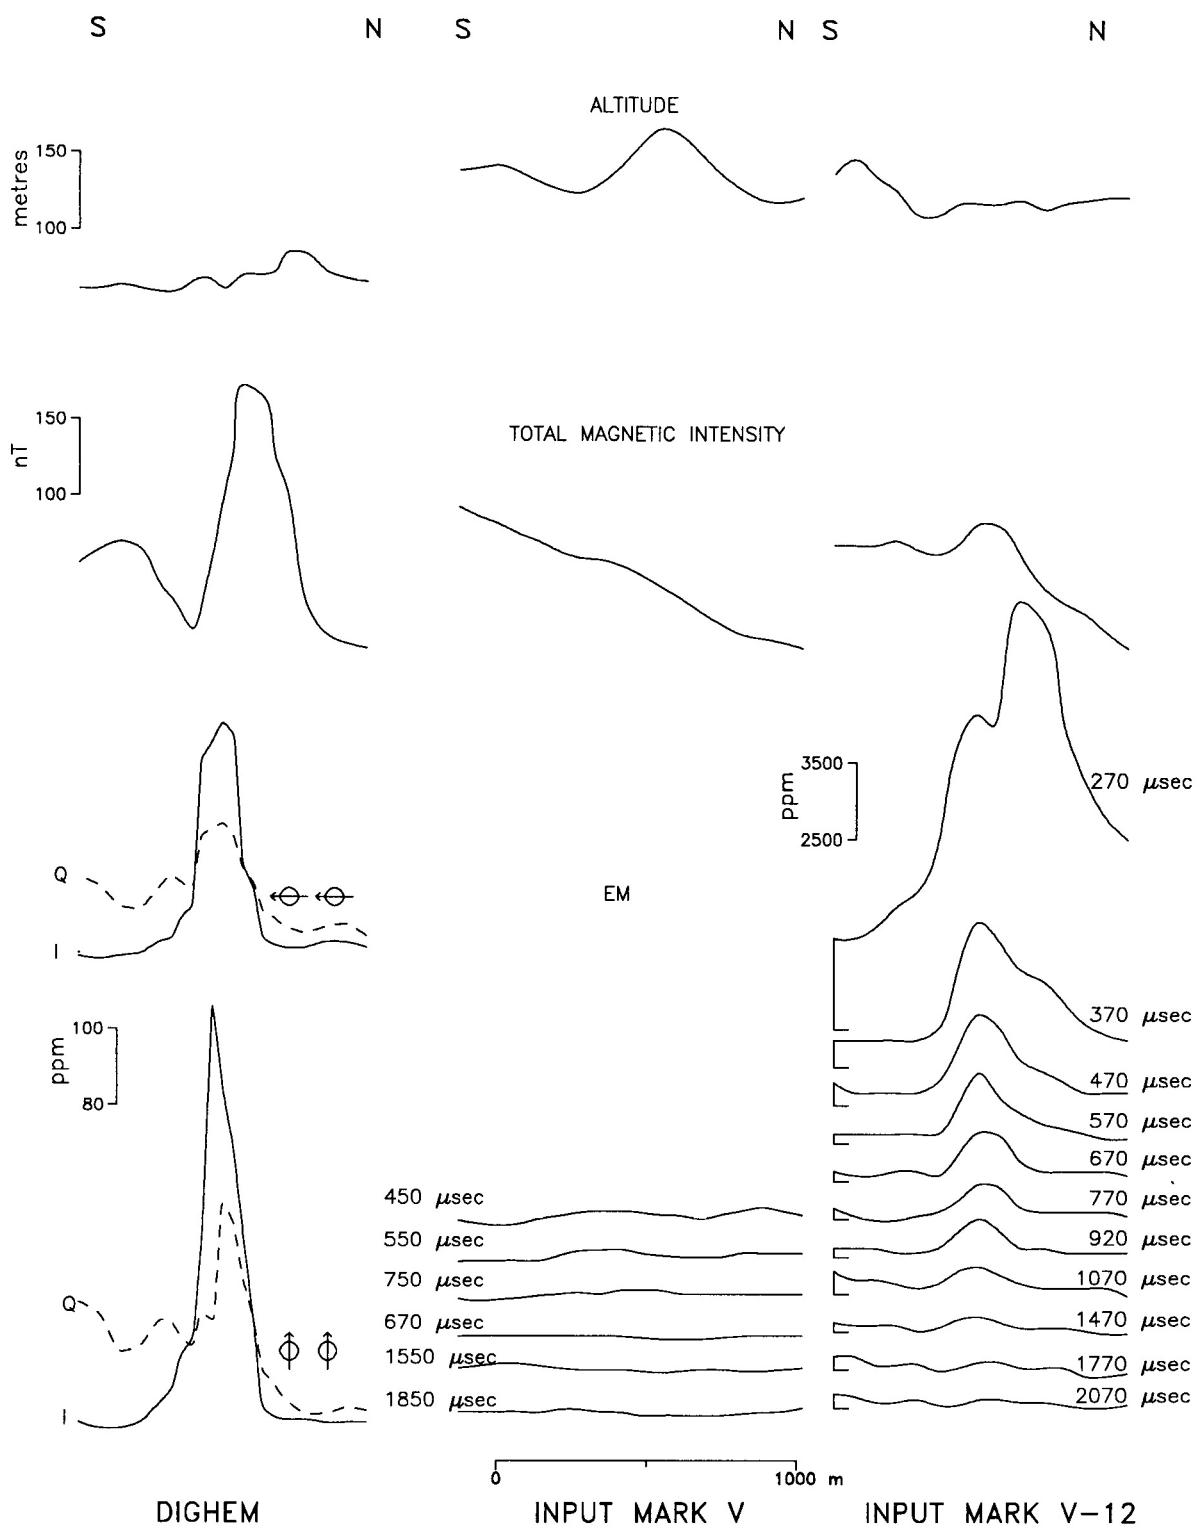 S N S N S N
ALTITUDE
metres
150
100
nT
150
100
TOTAL MAGNETIC INTENSITY
ppm
3500
2500
270 μsec
Q
I
EM
370 μsec
470 μsec
570 μsec
670 μsec
770 μsec
920 μsec
1070 μsec
1470 μsec
1770 μsec
2070 μsec
ppm
100
80
Q
I
450 μsec
550 μsec
750 μsec
670 μsec
1550 μsec
1850 μsec
0 1000 m
DIGHEM INPUT MARK V INPUT MARK V-12